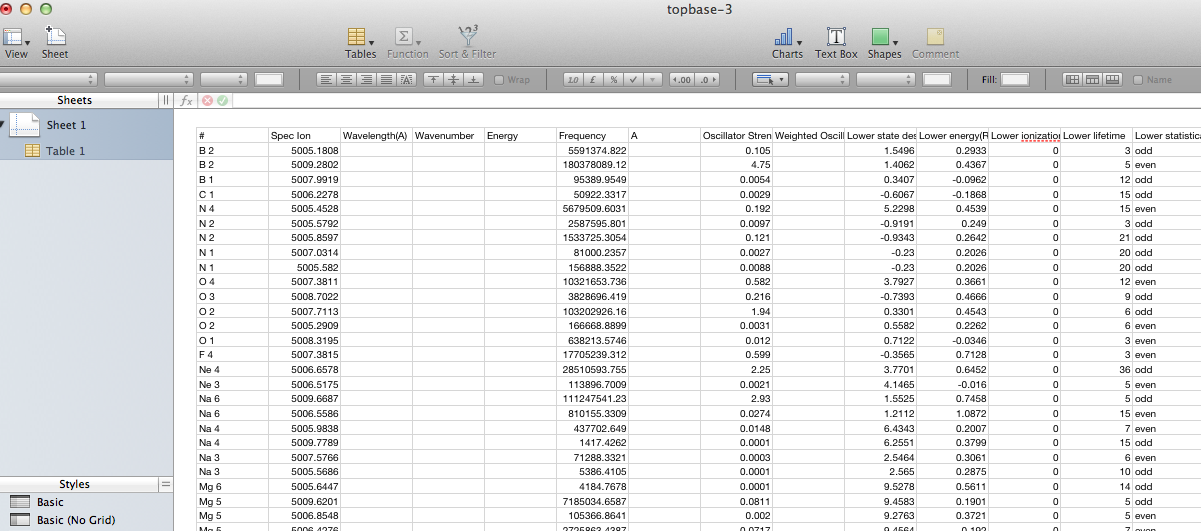 topbase-3
View Sheet Tables Function Sort & Filter Charts Text Box Shapes Comment
Wrap Fill: Name
Sheets fx
Sheet 1
Table 1
# Spec Ion Wavelength(A) Wavenumber Energy Frequency A Oscillator Stren Weighted Oscill Lower state des Lower energy(R Lower ionizatio Lower lifetime Lower statistica
B 2 5005.1808 5591374.822 0.105 1.5496 0.2933 0 3 odd
B 2 5009.2802 180378089.12 4.75 1.4062 0.4367 0 5 even
B 1 5007.9919 95389.9549 0.0054 0.3407 -0.0962 0 12 odd
C 1 5006.2278 50922.3317 0.0029 -0.6067 -0.1868 0 15 odd
N 4 5005.4528 5679509.6031 0.192 5.2298 0.4539 0 15 even
N 2 5005.5792 2587595.801 0.0097 -0.9191 0.249 0 3 odd
N 2 5005.8597 1533725.3054 0.121 -0.9343 0.2642 0 21 odd
N 1 5007.0314 81000.2357 0.0027 -0.23 0.2026 0 20 odd
N 1 5005.582 156888.3522 0.0088 -0.23 0.2026 0 20 odd
O 4 5007.3811 10321653.736 0.582 3.7927 0.3661 0 12 even
O 3 5008.7022 3828696.419 0.216 -0.7393 0.4666 0 9 odd
O 2 5007.7113 103202926.16 1.94 0.3301 0.4543 0 6 odd
O 2 5005.2909 166668.8899 0.0031 0.5582 0.2262 0 6 even
O 1 5008.3195 638213.5746 0.012 0.7122 -0.0346 0 3 even
F 4 5007.3815 17705239.312 0.599 -0.3565 0.7128 0 3 even
Ne 4 5006.6578 28510593.755 2.25 3.7701 0.6452 0 36 odd
Ne 3 5006.5175 113896.7009 0.0021 4.1465 -0.016 0 5 even
Na 6 5009.6687 111247541.23 2.93 1.5525 0.7458 0 5 odd
Na 6 5006.5586 810155.3309 0.0274 1.2112 1.0872 0 15 even
Na 4 5005.9838 437702.649 0.0148 6.4343 0.2007 0 7 even
Na 4 5009.7789 1417.4262 0.0001 6.2551 0.3799 0 15 odd
Na 3 5007.5766 71288.3321 0.0003 2.5464 0.3061 0 6 even
Na 3 5005.5686 5386.4105 0.0001 2.565 0.2875 0 10 odd
Mg 6 5005.6447 4184.7678 0.0001 9.5278 0.5611 0 14 odd
Styles Mg 5 5009.6201 7185034.6587 0.0811 9.4583 0.1901 0 5 odd
Basic Mg 5 5006.8548 105366.8641 0.002 9.2763 0.3721 0 5 even
Basic (No Grid) Mg 5 5006.4276 2725863.4387 0.0717 9.4564 0.192 0 7 even